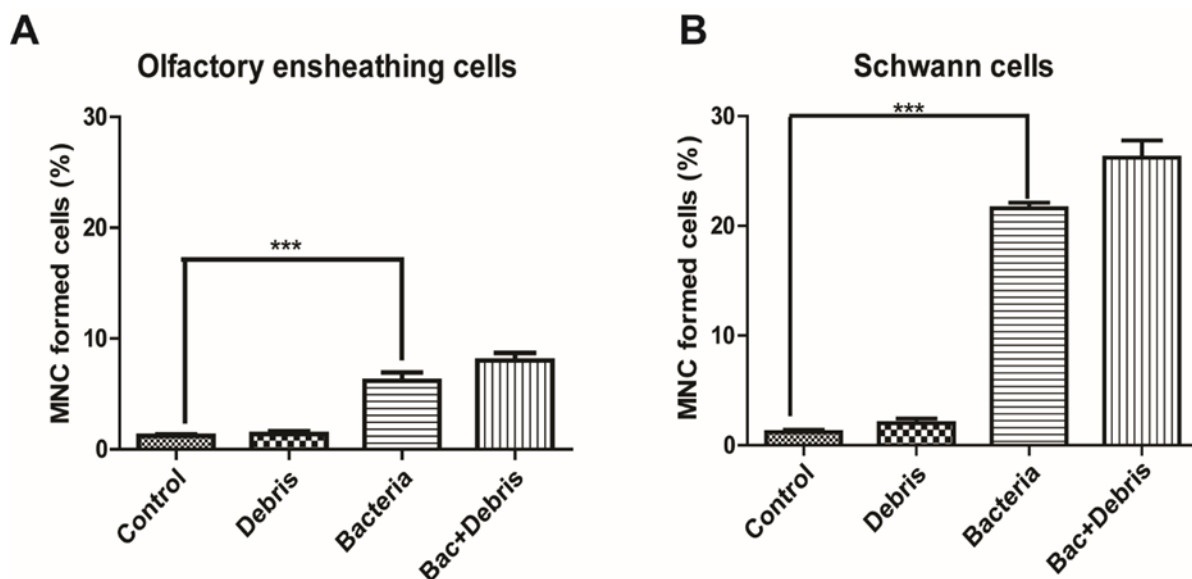 A
Olfactory ensheathing cells
MNC formed cells (%)
30
20
10
0
***
Control
Debris
Bacteria
Bac+Debris
B
Schwann cells
MNC formed cells (%)
30
20
10
0
***
Control
Debris
Bacteria
Bac+Debris